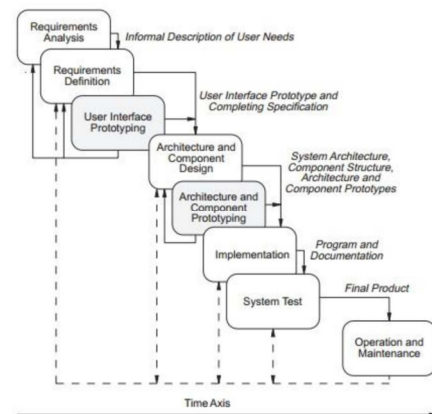 Requirements
Analysis
Informal Description of User Needs
Requirements
Definition
User Interface Prototype and
Completing Specification
User Interface
Prototyping
Architecture and
Component
Design
System Architecture,
Component Structure,
Architecture and
Component Prototypes
Architecture and
Component
Prototyping
Implementation
Program and
Documentation
System Test
Final Product
Operation and
Maintenance
Time Axis